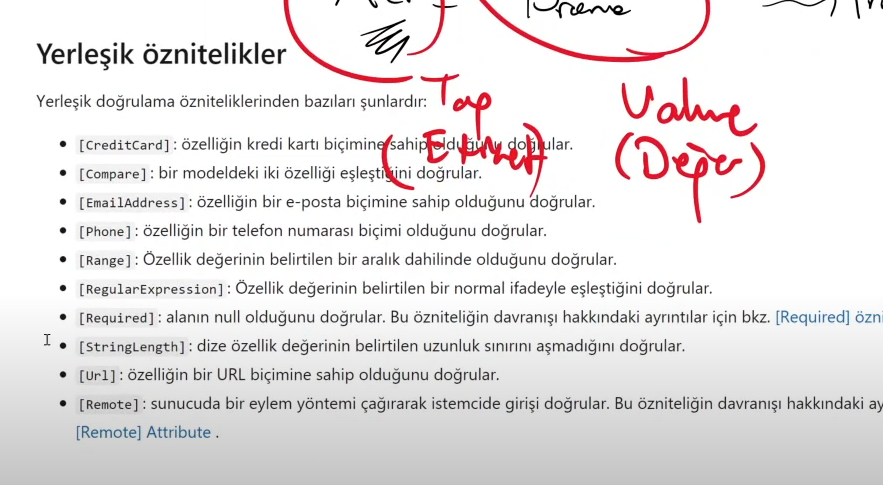 Drama
Yerleşik öznitelikler
Yerleşik doğrulama özniteliklerinden bazıları şunlardır:
Tag
(Etiket)
Value
(Değer)
[CreditCard]: özelliğin kredi kartı biçimine sahip olduğunu doğrular.
[Compare]: bir modeldeki iki özelliği eşleştiğini doğrular.
[EmailAddress]: özelliğin bir e-posta biçimine sahip olduğunu doğrular.
[Phone]: özelliğin bir telefon numarası biçimi olduğunu doğrular.
[Range]: Özellik değerinin belirtilen bir aralık dahilinde olduğunu doğrular.
[RegularExpression]: Özellik değerinin belirtilen bir normal ifadeyle eşleştiğini doğrular.
[Required]: alanın null olduğunu doğrular. Bu özniteliğin davranışı hakkındaki ayrıntılar için bkz. [Required] özni
[StringLength]: dize özellik değerinin belirtilen uzunluk sınırını aşmadığını doğrular.
[Url]: özelliğin bir URL biçimine sahip olduğunu doğrular.
[Remote]: sunucuda bir eylem yöntemi çağırarak istemcide girişi doğrular. Bu özniteliğin davranışı hakkındaki ay
[Remote] Attribute .